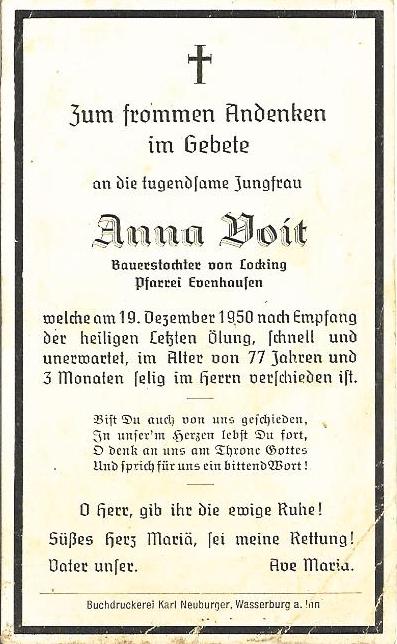 Zum frommen Andenken
im Gebete
an die tugendsame Jungfrau
Anna Voit
Bauerstochter von Locking
Pfarrei Evenhausen
welche am 19. Dezember 1950 nach Empfang
der heiligen Letzten Ölung, schnell und
unerwartet, im Alter von 77 Jahren und
3 Monaten selig im Herrn verschieden ist.
Bist Du auch von uns geschieden,
In unser'm Herzen lebst Du fort,
O denk an uns am Throne Gottes
Und sprich für uns ein bittend Wort!
O Herr, gib ihr die ewige Ruhe!
Süßes Herz Mariä, sei meine Rettung!
Vater unser. Ave Maria.
Buchdruckerei Karl Neuburger, Wasserburg a. Inn